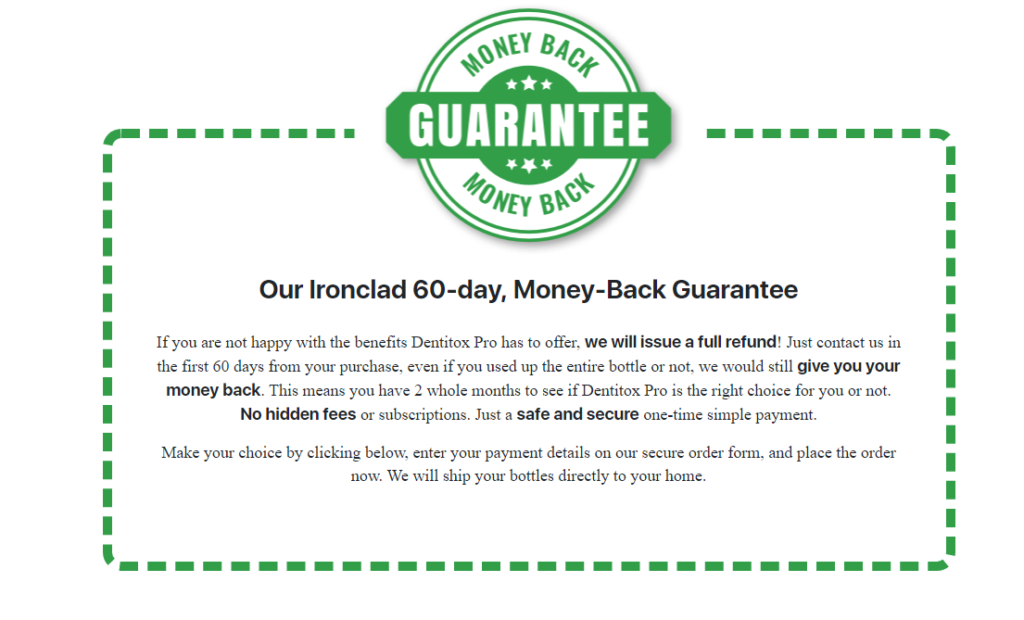 MONEY BACK
GUARANTEE
MONEY BACK
Our Ironclad 60-day, Money-Back Guarantee
If you are not happy with the benefits Dentitox Pro has to offer, we will issue a full refund! Just contact us in
the first 60 days from your purchase, even if you used up the entire bottle or not, we would still give you your
money back. This means you have 2 whole months to see if Dentitox Pro is the right choice for you or not.
No hidden fees or subscriptions. Just a safe and secure one-time simple payment.
Make your choice by clicking below, enter your payment details on our secure order form, and place the order
now. We will ship your bottles directly to your home.